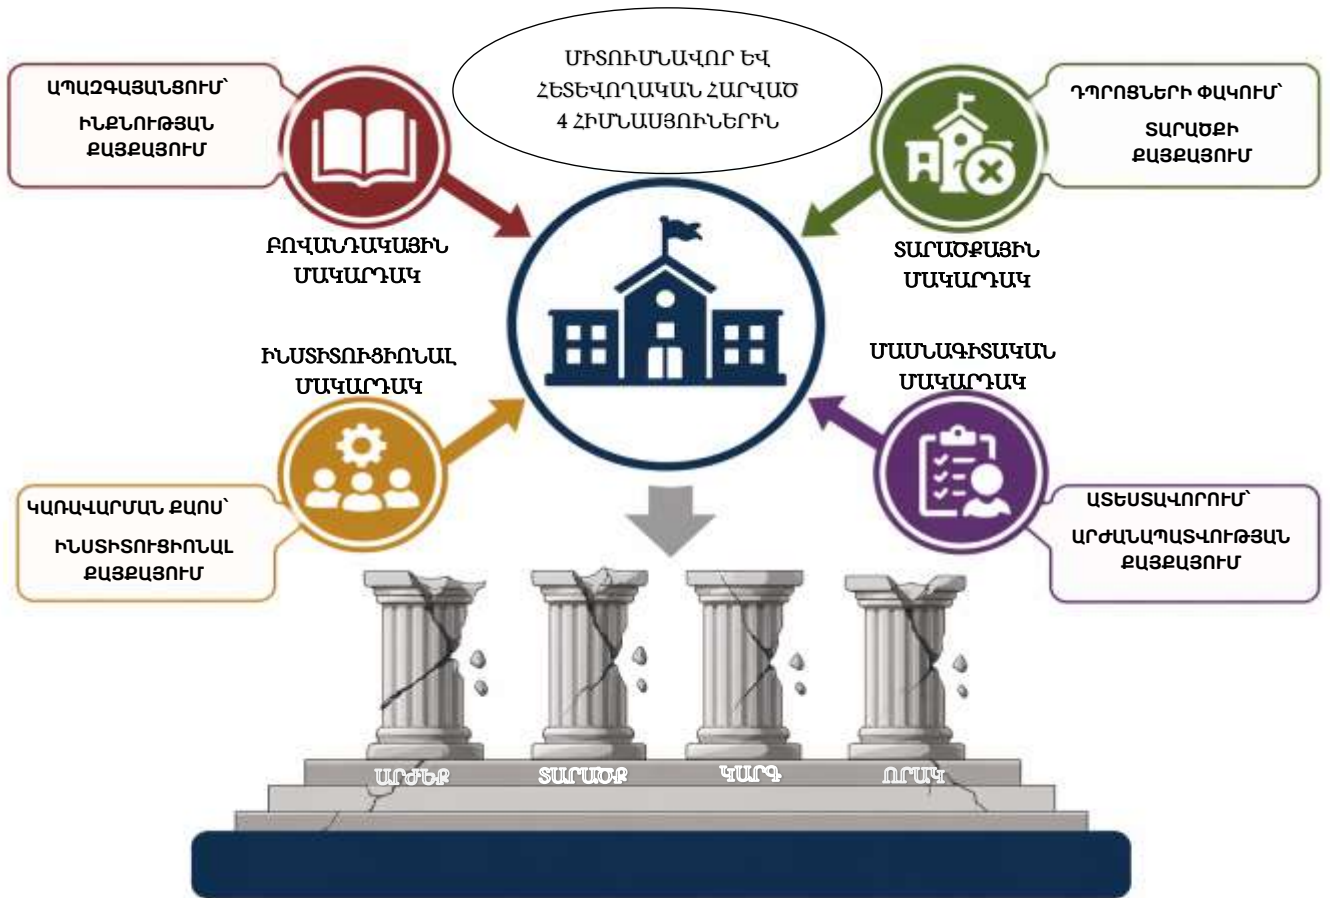 ՄԻՏՈՒՄՆԱՎՈՐ ԵՎ
ՀԵՏԵՎՈՂԱԿԱՆ ՀԱՐՎԱԾ
4 ՀԻՄՆԱՍՅՈՒՆԵՐԻՆ
ԱՊԱԶԳԱՅԱՆՑՈՒՄ՝
ԻՆՔՆՈՒԹՅԱՆ
ՔԱՅՔԱՅՈՒՄ
ԲՈՎԱՆԴԱԿԱՅԻՆ
ՄԱԿԱՐԴԱԿ
ԴՊՐՈՑՆԵՐԻ ՓԱԿՈՒՄ՝
ՏԱՐԱԾՔԻ
ՔԱՅՔԱՅՈՒՄ
ՏԱՐԱԾՔԱՅԻՆ
ՄԱԿԱՐԴԱԿ
ԻՆՍՏԻՏՈՒՑԻՈՆԱԼ
ՄԱԿԱՐԴԱԿ
ԿԱՌԱՎԱՐՄԱՆ ՔԱՈՍ՝
ԻՆՍՏԻՏՈՒՑԻՈՆԱԼ
ՔԱՅՔԱՅՈՒՄ
ՄԱՍՆԱԳԻՏԱԿԱՆ
ՄԱԿԱՐԴԱԿ
ԱՏԵՍՏԱՎՈՐՈՒՄ՝
ԱՐԺԱՆԱՊԱՏՎՈՒԹՅԱՆ
ՔԱՅՔԱՅՈՒՄ
ԱՐԺԵՔ ՏԱՐԱԾՔ ԿԱՐԳ ՈՐԱԿ